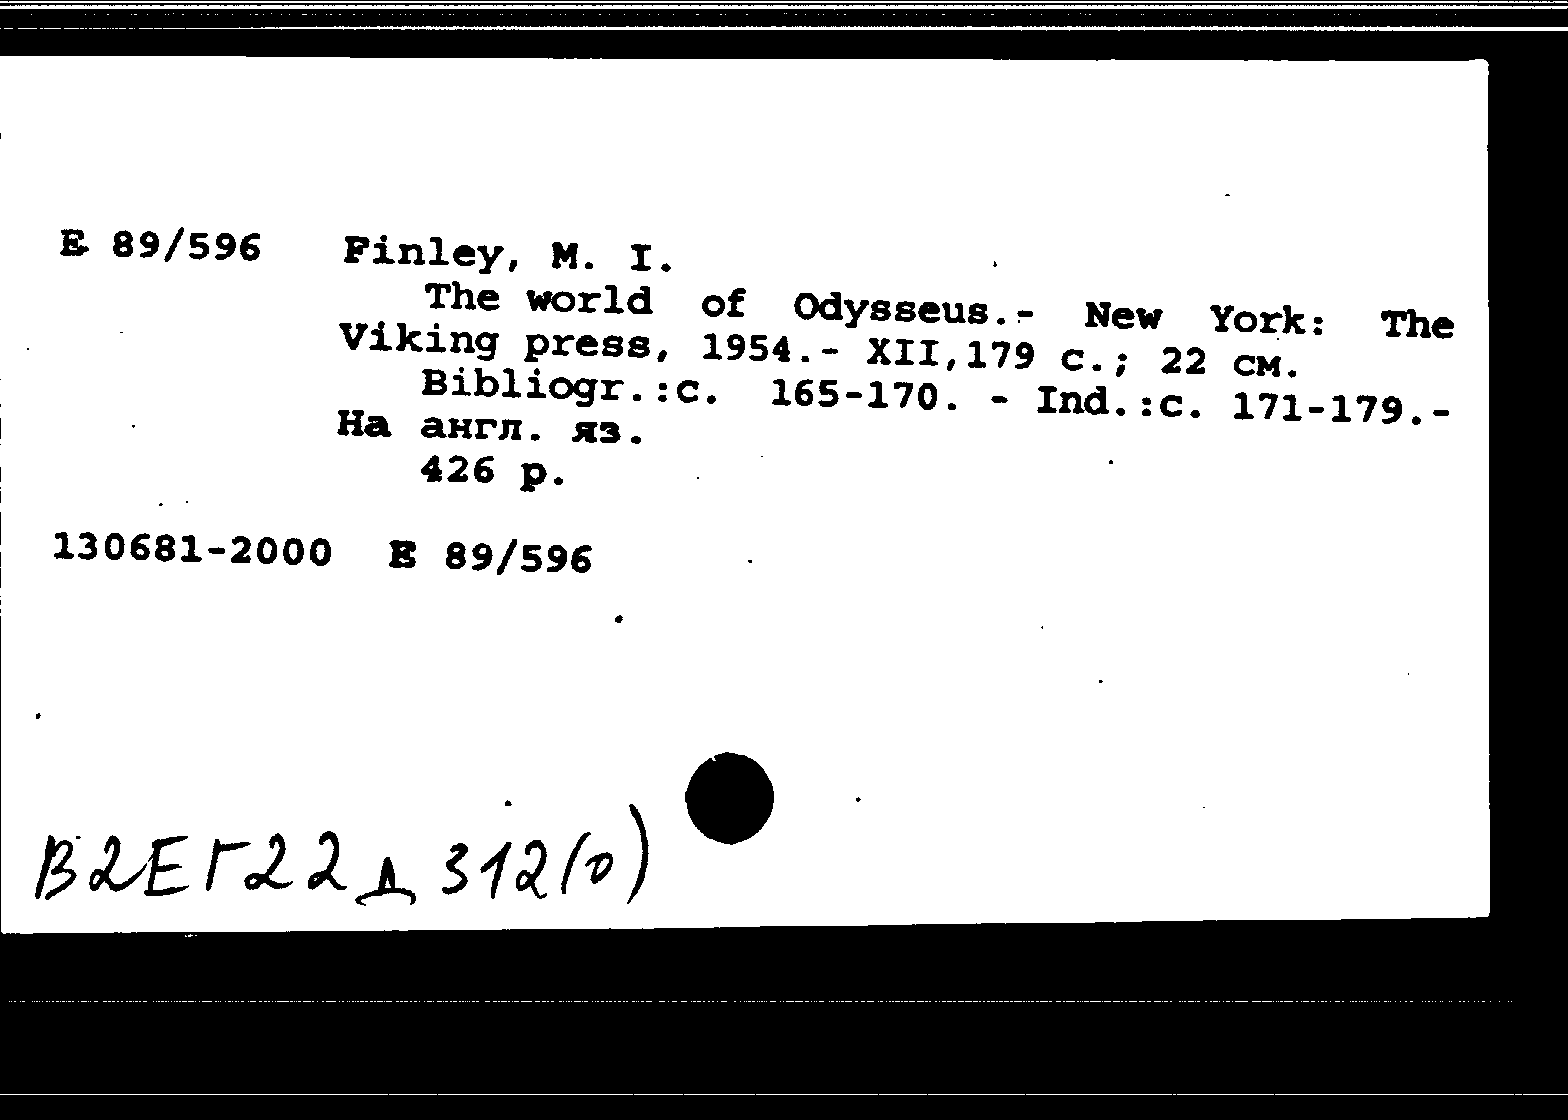 E 89/596 Finley, M. I.
The world of Odysseus.- New York: The
Viking press, 1954.- XII,179 с.; 22 см.
Bibliogr.:с. 165-170. - Ind.:с. 171-179.-
На англ. яз.
426 р.
130681-2000 E 89/596
В2ЕГ22д 312(0)